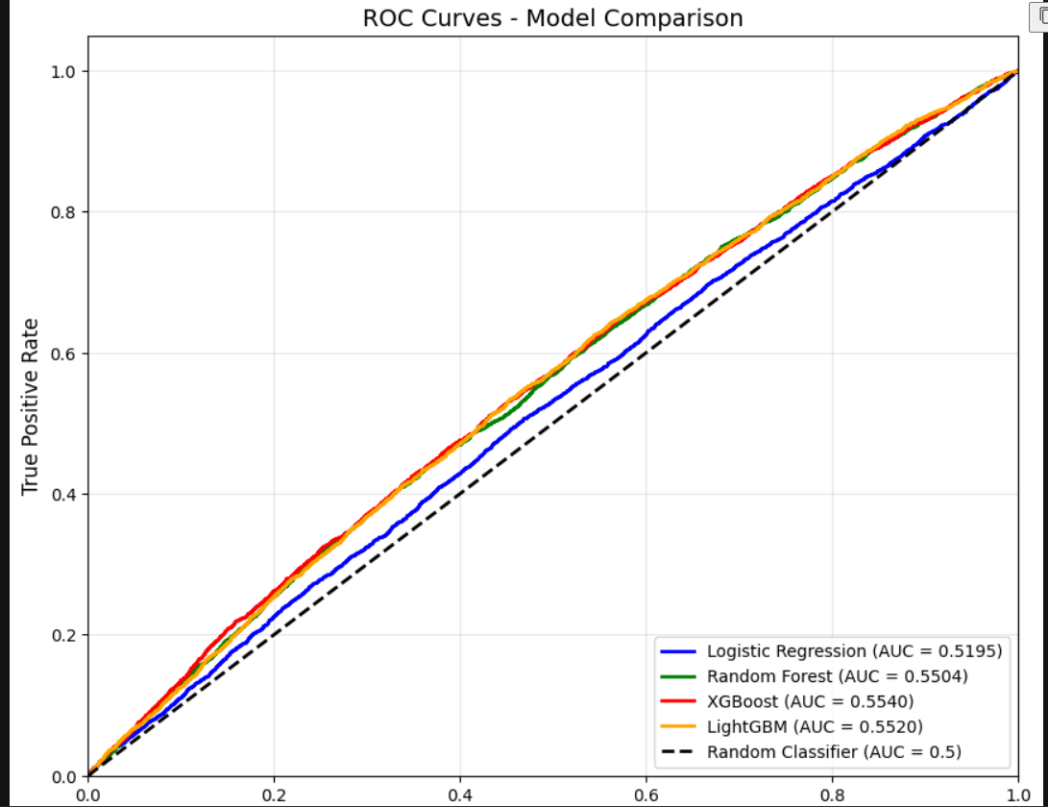 ROC Curves - Model Comparison
True Positive Rate
1.0
0.8
0.6
0.4
0.2
0.0
0.0 0.2 0.4 0.6 0.8 1.0
Logistic Regression (AUC = 0.5195)
Random Forest (AUC = 0.5504)
XGBoost (AUC = 0.5540)
LightGBM (AUC = 0.5520)
Random Classifier (AUC = 0.5)